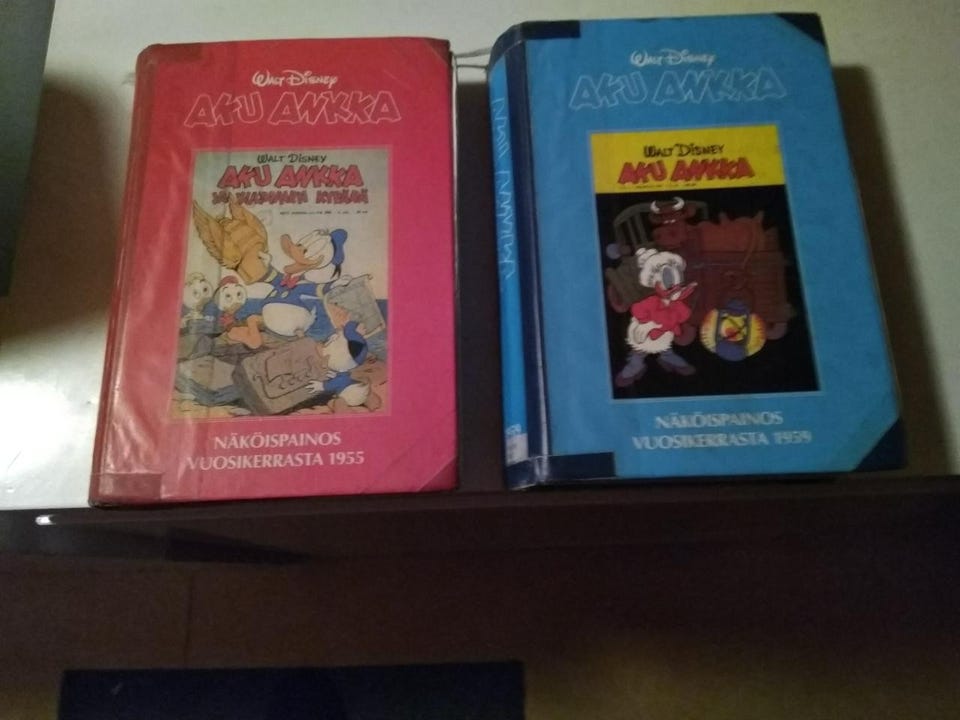 WALT DISNEY
AKU ANKKA
WALT DISNEY
AKU ANKKA
NÄKÖISPAINOS
VUOSIKERRASTA 1955
WALT DISNEY
AKU ANKKA
WALT DISNEY
AKU ANKKA
NÄKÖISPAINOS
VUOSIKERRASTA 1959